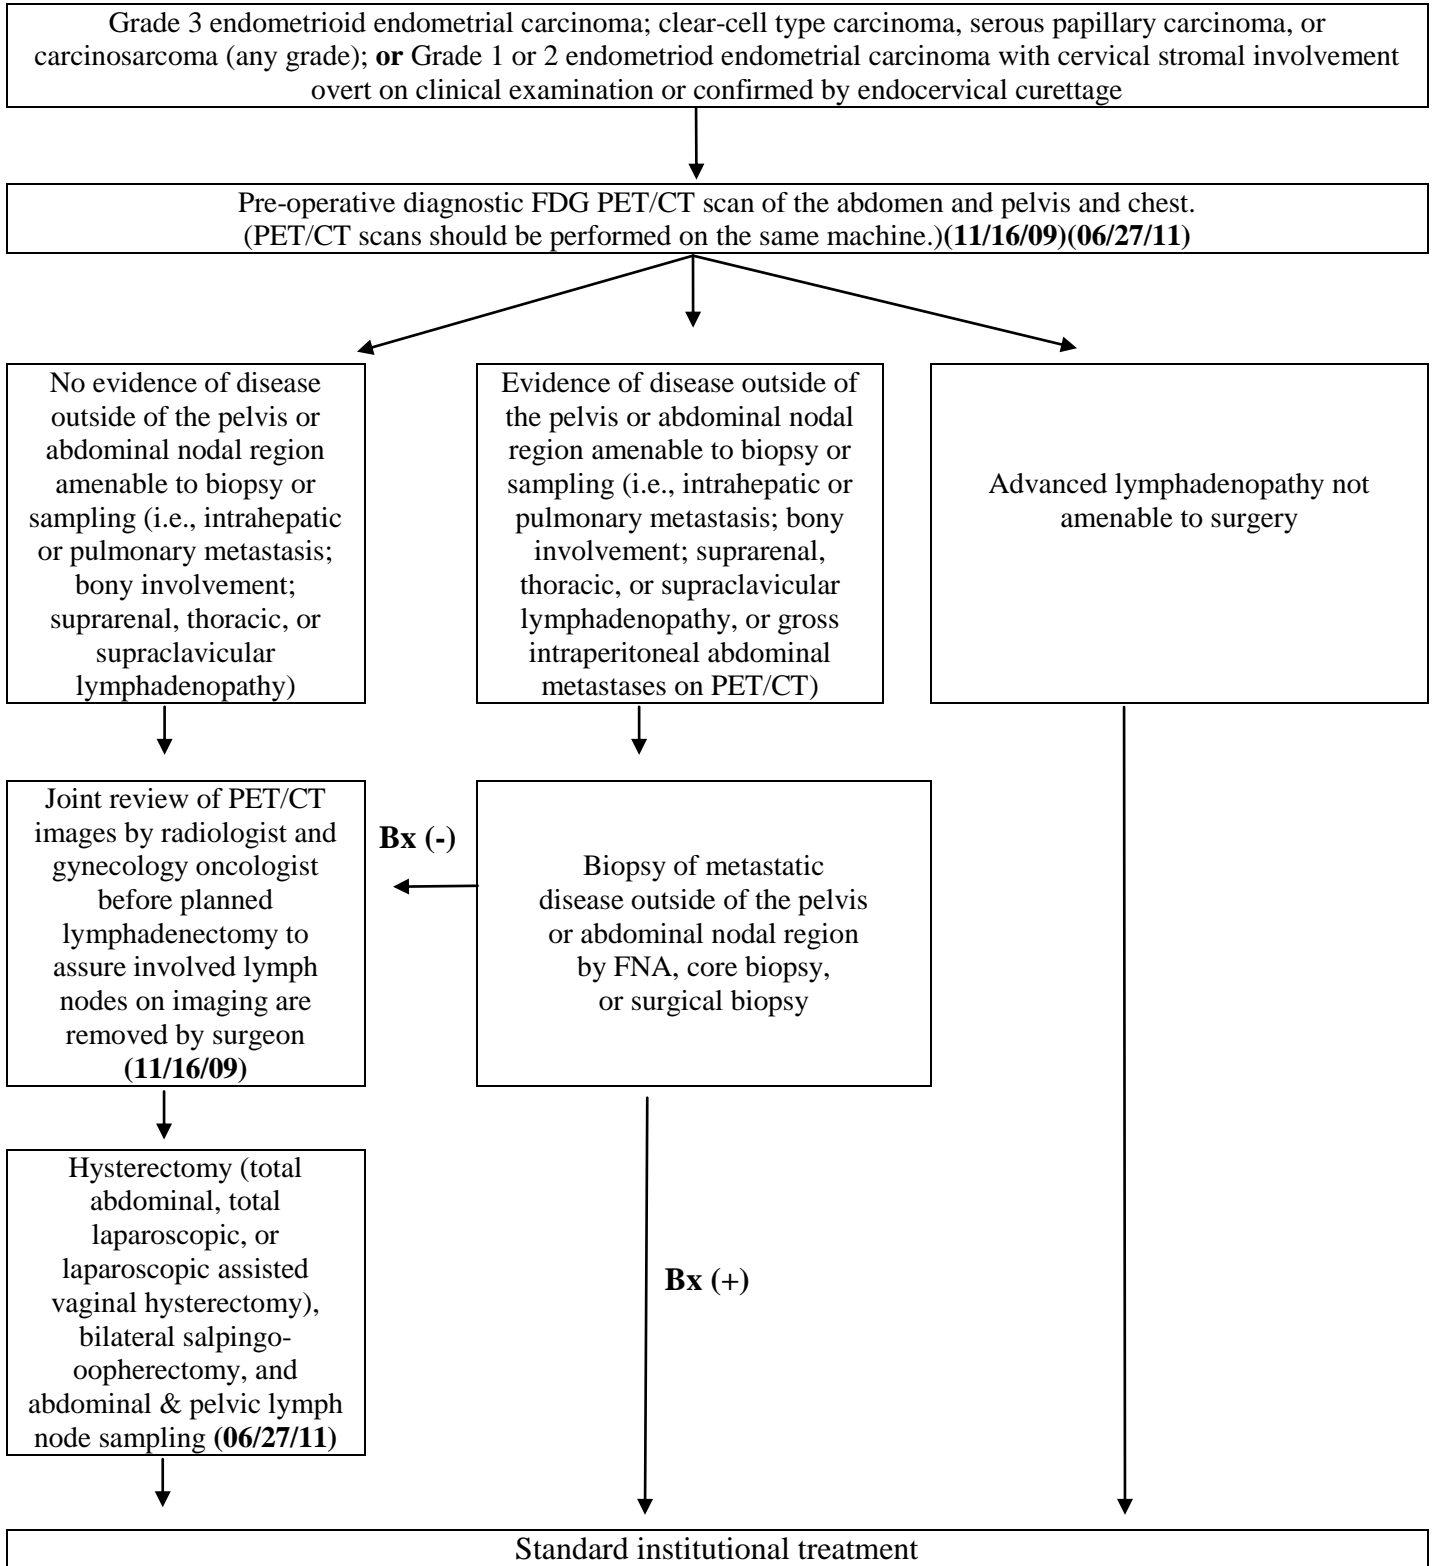 Grade 3 endometrioid endometrial carcinoma; clear-cell type carcinoma, serous papillary carcinoma, or
carcinosarcoma (any grade); or Grade 1 or 2 endometriod endometrial carcinoma with cervical stromal involvement
overt on clinical examination or confirmed by endocervical curettage
Pre-operative diagnostic FDG PET/CT scan of the abdomen and pelvis and chest.
(PET/CT scans should be performed on the same machine.)(11/16/09)(06/27/11)
No evidence of disease
outside of the pelvis or
abdominal nodal region
amenable to biopsy or
sampling (i.e., intrahepatic
or pulmonary metastasis;
bony involvement;
suprarenal, thoracic, or
supraclavicular
lymphadenopathy)
Evidence of disease outside of
the pelvis or abdominal nodal
region amenable to biopsy or
sampling (i.e., intrahepatic or
pulmonary metastasis; bony
involvement; suprarenal,
thoracic, or supraclavicular
lymphadenopathy, or gross
intraperitoneal abdominal
metastases on PET/CT)
Advanced lymphadenopathy not
amenable to surgery
Joint review of PET/CT
images by radiologist and
gynecology oncologist
before planned
lymphadenectomy to
assure involved lymph
nodes on imaging are
removed by surgeon
(11/16/09)
Bx (-)
Biopsy of metastatic
disease outside of the pelvis
or abdominal nodal region
by FNA, core biopsy,
or surgical biopsy
Hysterectomy (total
abdominal, total
laparoscopic, or
laparoscopic assisted
vaginal hysterectomy),
bilateral salpingo-
oopherectomy, and
abdominal & pelvic lymph
node sampling (06/27/11)
Bx (+)
Standard institutional treatment